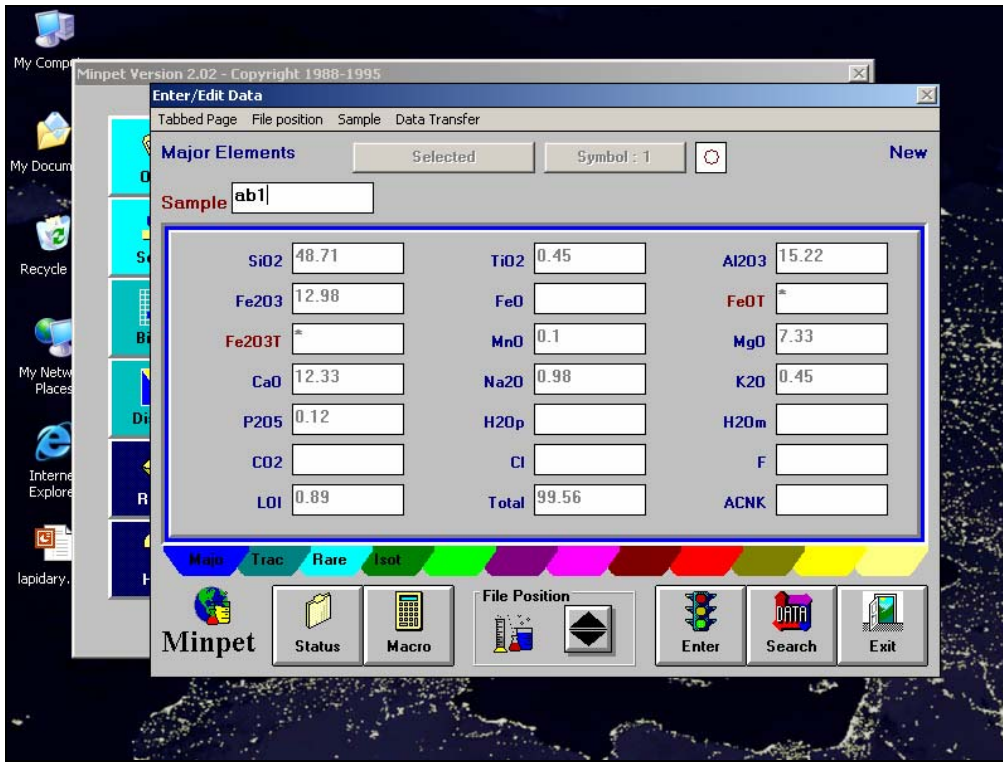 My Comp
Minpet Version 2.02 - Copyright 1988-1995
Enter/Edit Data
Tabbed Page File position Sample Data Transfer
Major Elements Selected Symbol : 1 New
My Docum
Sample ab1
Recycle
SiO2 48.71 TiO2 0.45 Al2O3 15.22
Fe2O3 12.98 FeO FeOT *
Fe2O3T * MnO 0.1 MgO 7.33
My Netw
Places
CaO 12.33 Na2O 0.98 K2O 0.45
P2O5 0.12 H2Op H2Om
CO2 Cl F
Interne
Explore
LOI 0.89 Total 99.56 ACNK
Majo Trac Rare Isot
lapidary.
File Position
Minpet Status Macro Enter DATA Search Exit